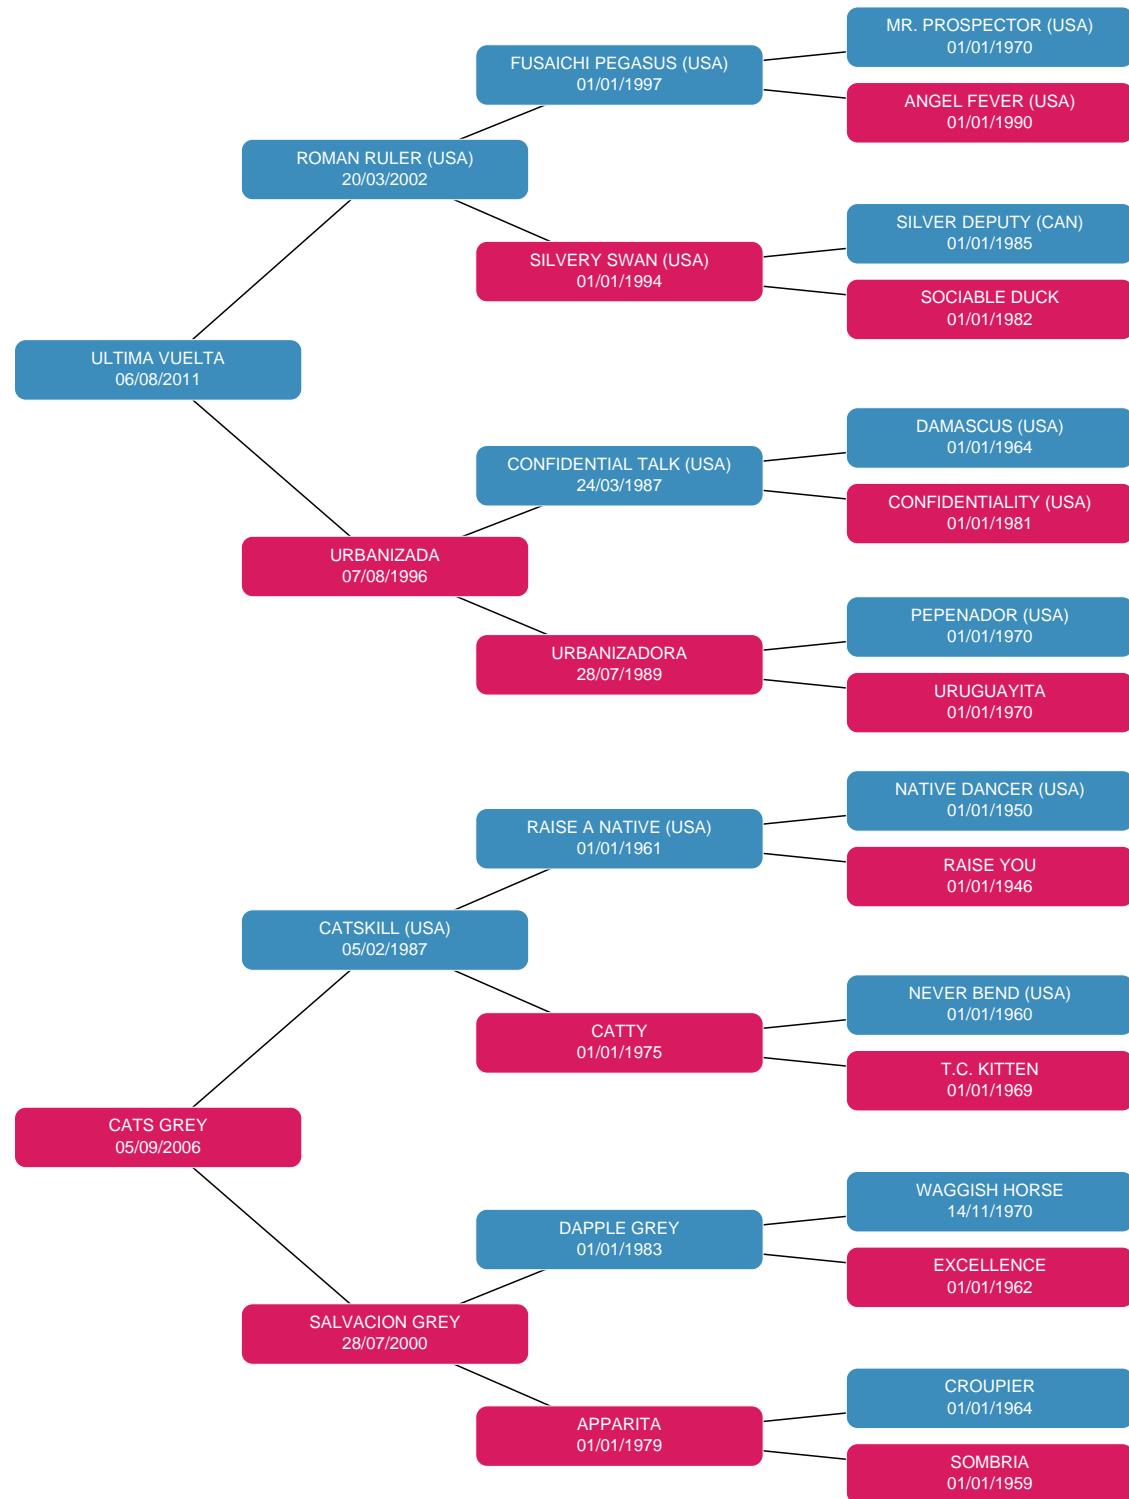 MR. PROSPECTOR (USA)
01/01/1970
FUSAICHI PEGASUS (USA)
01/01/1997
ANGEL FEVER (USA)
01/01/1990
ROMAN RULER (USA)
20/03/2002
SILVER DEPUTY (CAN)
01/01/1985
SILVERY SWAN (USA)
01/01/1994
SOCIABLE DUCK
01/01/1982
ULTIMA VUELTA
06/08/2011
DAMASCUS (USA)
01/01/1964
CONFIDENTIAL TALK (USA)
24/03/1987
CONFIDENTIALITY (USA)
01/01/1981
URBANIZADA
07/08/1996
PEPENADOR (USA)
01/01/1970
URBANIZADORA
28/07/1989
URUGUAYITA
01/01/1970
NATIVE DANCER (USA)
01/01/1950
RAISE A NATIVE (USA)
01/01/1961
RAISE YOU
01/01/1946
CATSKILL (USA)
05/02/1987
NEVER BEND (USA)
01/01/1960
CATTY
01/01/1975
T.C. KITTEN
01/01/1969
CATS GREY
05/09/2006
WAGGISH HORSE
14/11/1970
DAPPLE GREY
01/01/1983
EXCELLENCE
01/01/1962
SALVACION GREY
28/07/2000
CROUPIER
01/01/1964
APPARITA
01/01/1979
SOMBRIA
01/01/1959